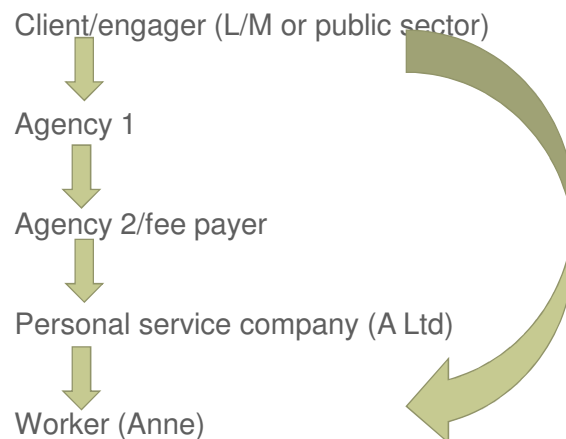 Client/engager (L/M or public sector)
Agency 1
Agency 2/fee payer
Personal service company (A Ltd)
Worker (Anne)